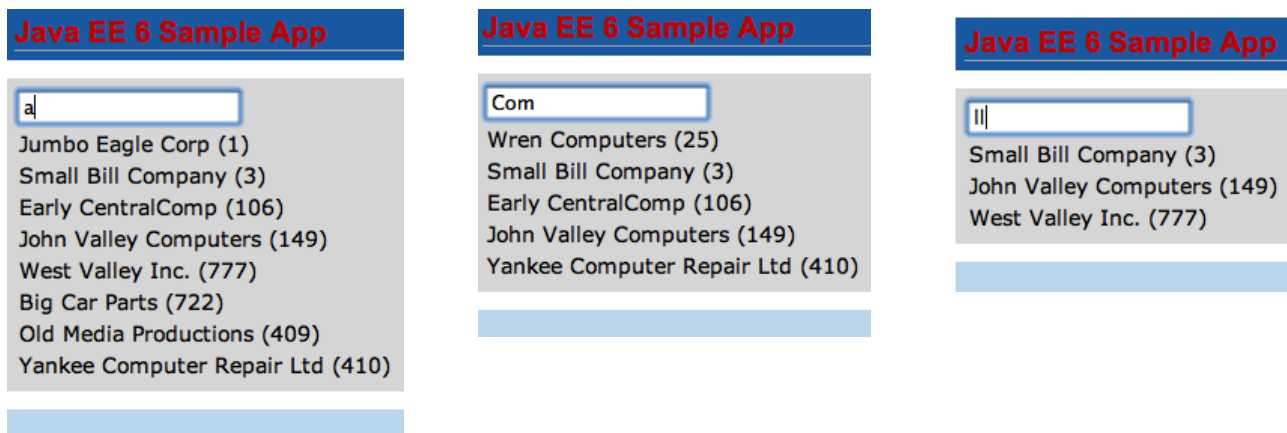 Java EE 6 Sample App
a
Jumbo Eagle Corp (1)
Small Bill Company (3)
Early CentralComp (106)
John Valley Computers (149)
West Valley Inc. (777)
Big Car Parts (722)
Old Media Productions (409)
Yankee Computer Repair Ltd (410)
Java EE 6 Sample App
Com
Wren Computers (25)
Small Bill Company (3)
Early CentralComp (106)
John Valley Computers (149)
Yankee Computer Repair Ltd (410)
Java EE 6 Sample App
ll
Small Bill Company (3)
John Valley Computers (149)
West Valley Inc. (777)